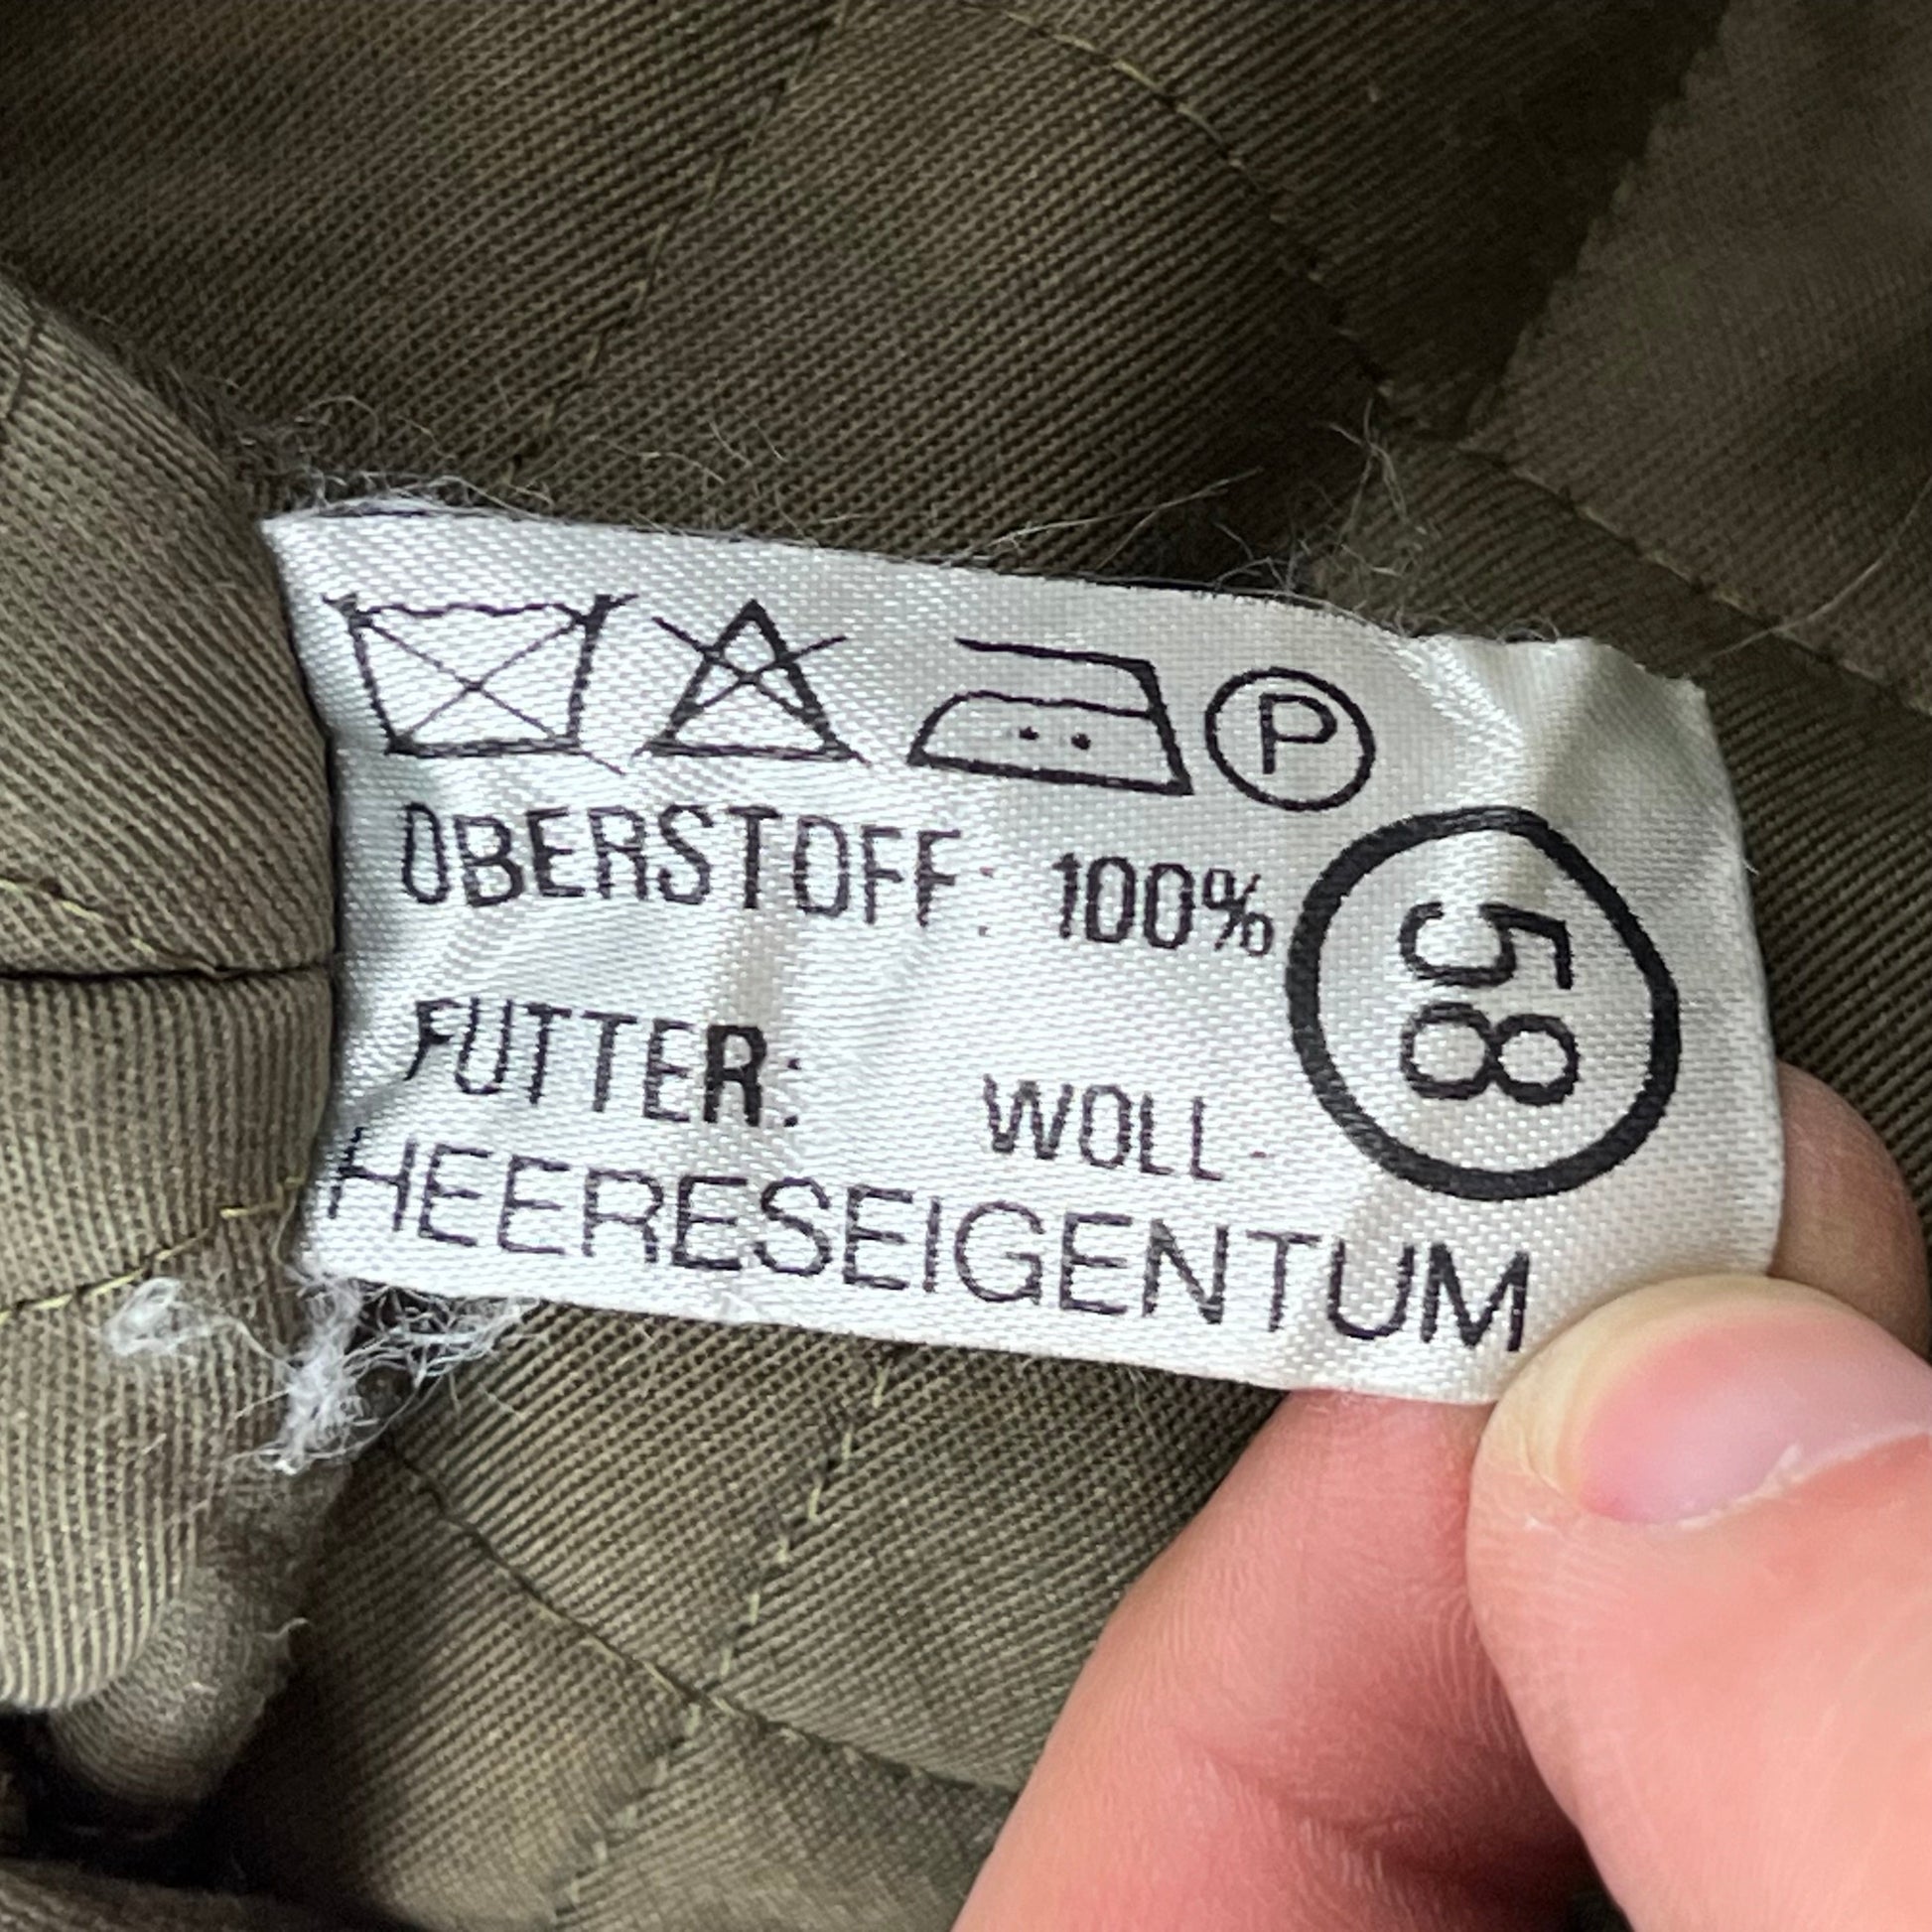 P
OBERSTOFF: 100%
58
FUTTER: WOLL-
HEERESEIGENTUM